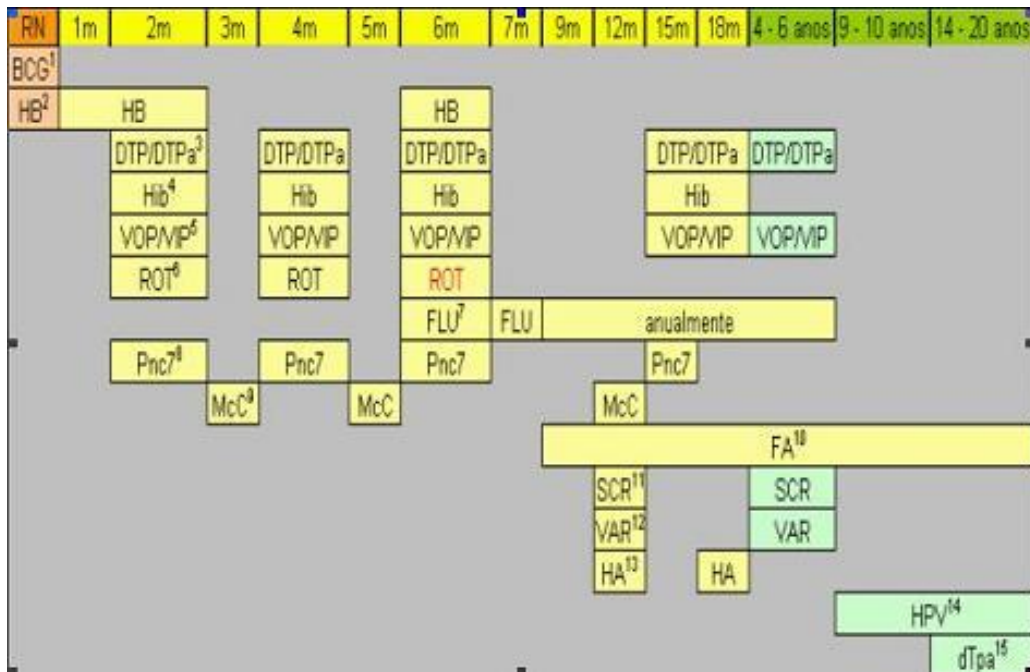 RN 1m 2m 3m 4m 5m 6m 7m 9m 12m 15m 18m 4 - 6 anos 9 - 10 anos 14 - 20 anos
BCG¹
HB² HB HB
DTP/DTPa³ DTP/DTPa DTP/DTPa DTP/DTPa DTP/DTPa
Hib⁴ Hib Hib Hib
VOP/VIP⁵ VOP/VIP VOP/VIP VOP/VIP VOP/VIP
ROT⁶ ROT ROT
FLU⁷ FLU anualmente
Pnc7⁸ Pnc7 Pnc7 Pnc7
McC⁹ McC McC
FA¹⁰
SCR¹¹ SCR
VAR¹² VAR
HA¹³ HA
HPV¹⁴
dTpa¹⁵